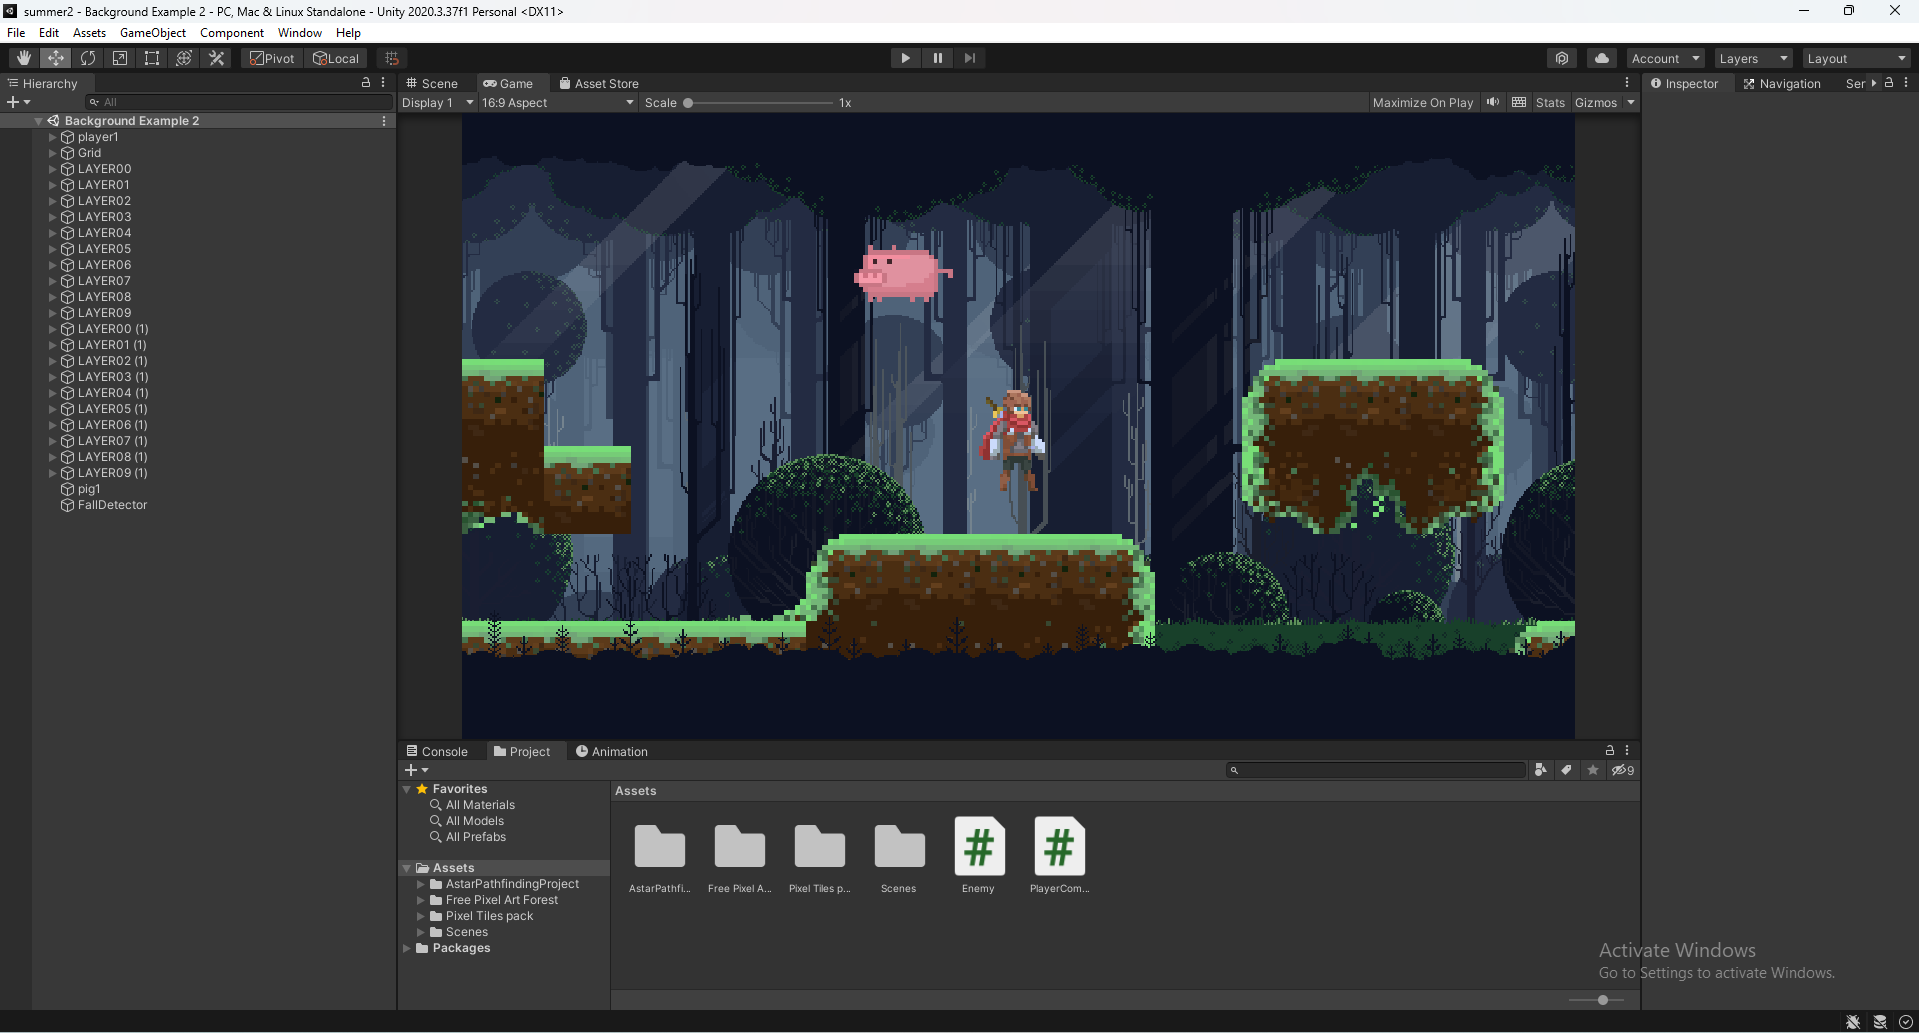 summer2 - Background Example 2 - PC, Mac & Linux Standalone - Unity 2020.3.37f1 Personal <DX11>
File Edit Assets GameObject Component Window Help
Pivot Local Account Layers Layout
Hierarchy
All
Background Example 2
player1
Grid
LAYER00
LAYER01
LAYER02
LAYER03
LAYER04
LAYER05
LAYER06
LAYER07
LAYER08
LAYER09
LAYER00 (1)
LAYER01 (1)
LAYER02 (1)
LAYER03 (1)
LAYER04 (1)
LAYER05 (1)
LAYER06 (1)
LAYER07 (1)
LAYER08 (1)
LAYER09 (1)
pig1
FallDetector
Scene Game Asset Store
Display 1 16:9 Aspect Scale 1x Maximize On Play Stats Gizmos
Inspector Navigation Ser
Console Project Animation
9
Favorites
All Materials
All Models
All Prefabs
Assets
AstarPathfindingProject
Free Pixel Art Forest
Pixel Tiles pack
Scenes
Packages
Assets
AstarPathfi... Free Pixel A... Pixel Tiles p... Scenes Enemy PlayerCom...
Activate Windows
Go to Settings to activate Windows.